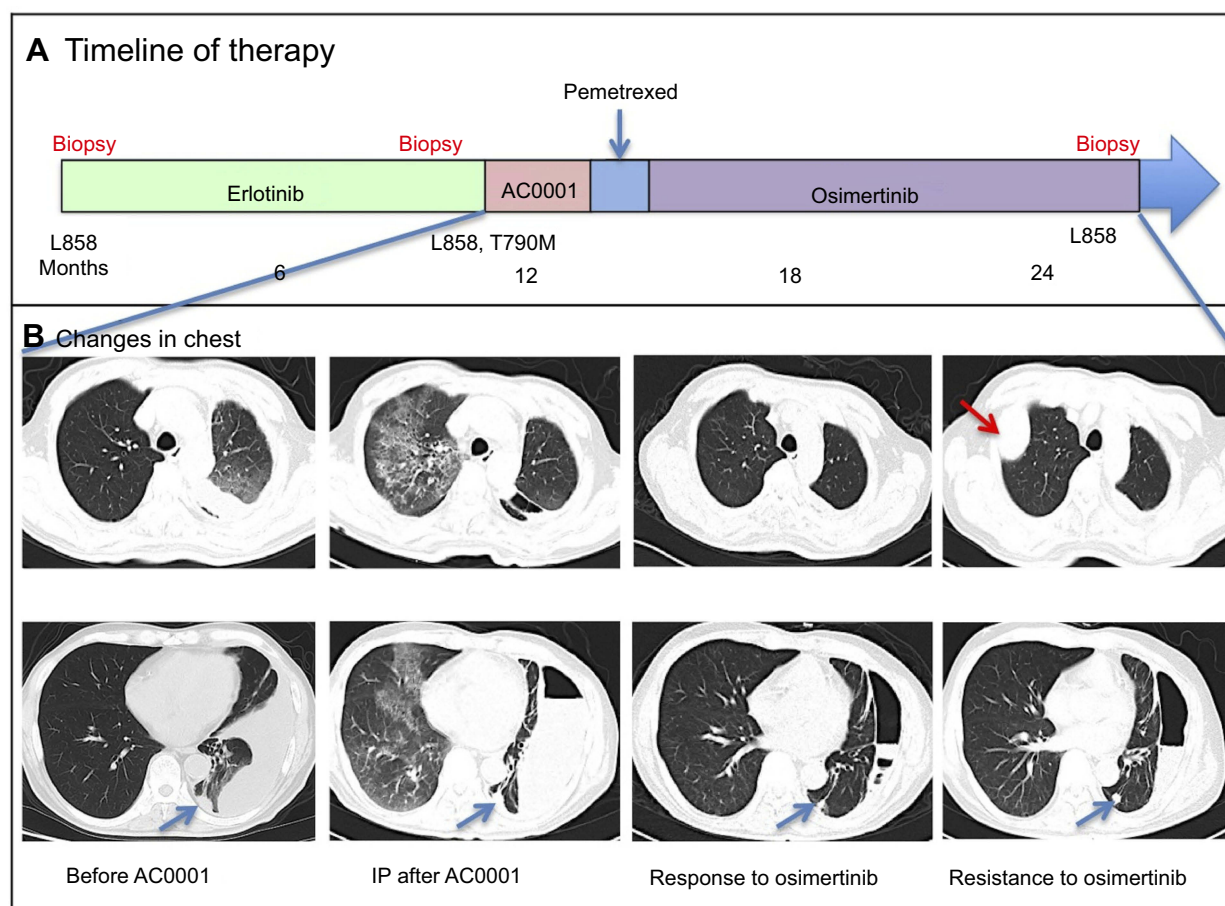 A Timeline of therapy
Pemetrexed
Biopsy Biopsy Biopsy
Erlotinib AC0001 Osimertinib
L858 L858, T790M L858
Months 6 12 18 24
B Changes in chest
Before AC0001 IP after AC0001 Response to osimertinib Resistance to osimertinib